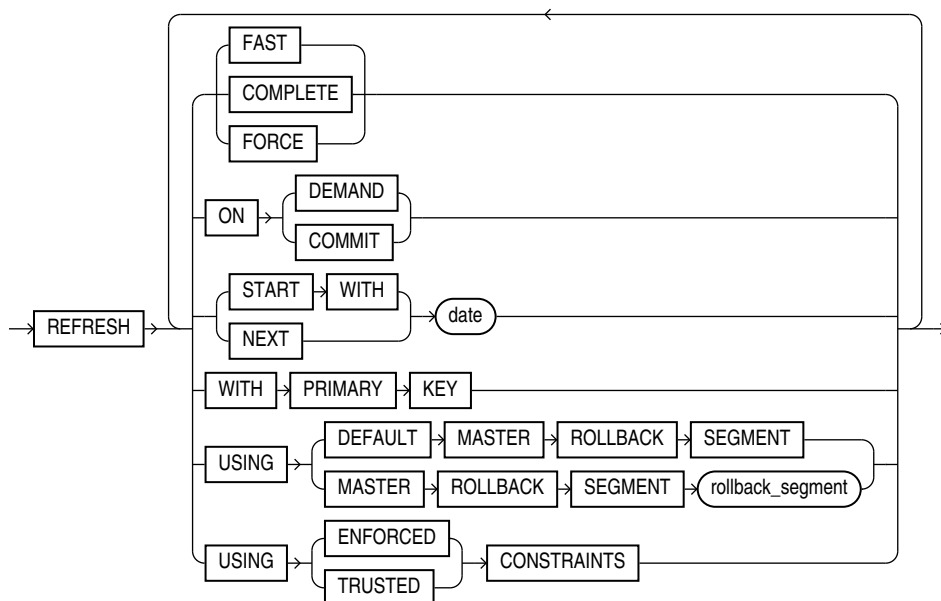 FAST
COMPLETE
FORCE
DEMAND
ON
COMMIT
START WITH
date
NEXT
REFRESH
WITH PRIMARY KEY
DEFAULT MASTER ROLLBACK SEGMENT
USING
MASTER ROLLBACK SEGMENT rollback_segment
ENFORCED
USING CONSTRAINTS
TRUSTED